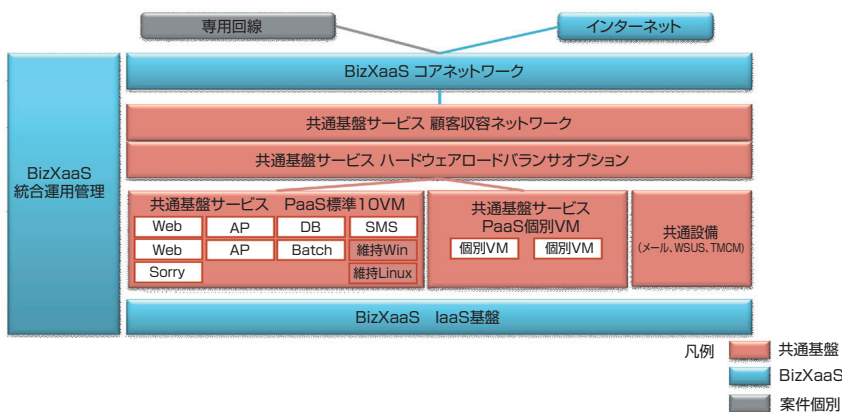 専用回線
インターネット
BizXaaS コアネットワーク
共通基盤サービス 顧客収容ネットワーク
共通基盤サービス ハードウェアロードバランサオプション
BizXaaS
統合運用管理
共通基盤サービス PaaS標準10VM
Web AP DB SMS
Web AP Batch 維持Win
Sorry 維持Linux
共通基盤サービス
PaaS個別VM
個別VM 個別VM
共通設備
(メール、WSUS、TMCM)
BizXaaS IaaS基盤
凡例 共通基盤
BizXaaS
案件個別